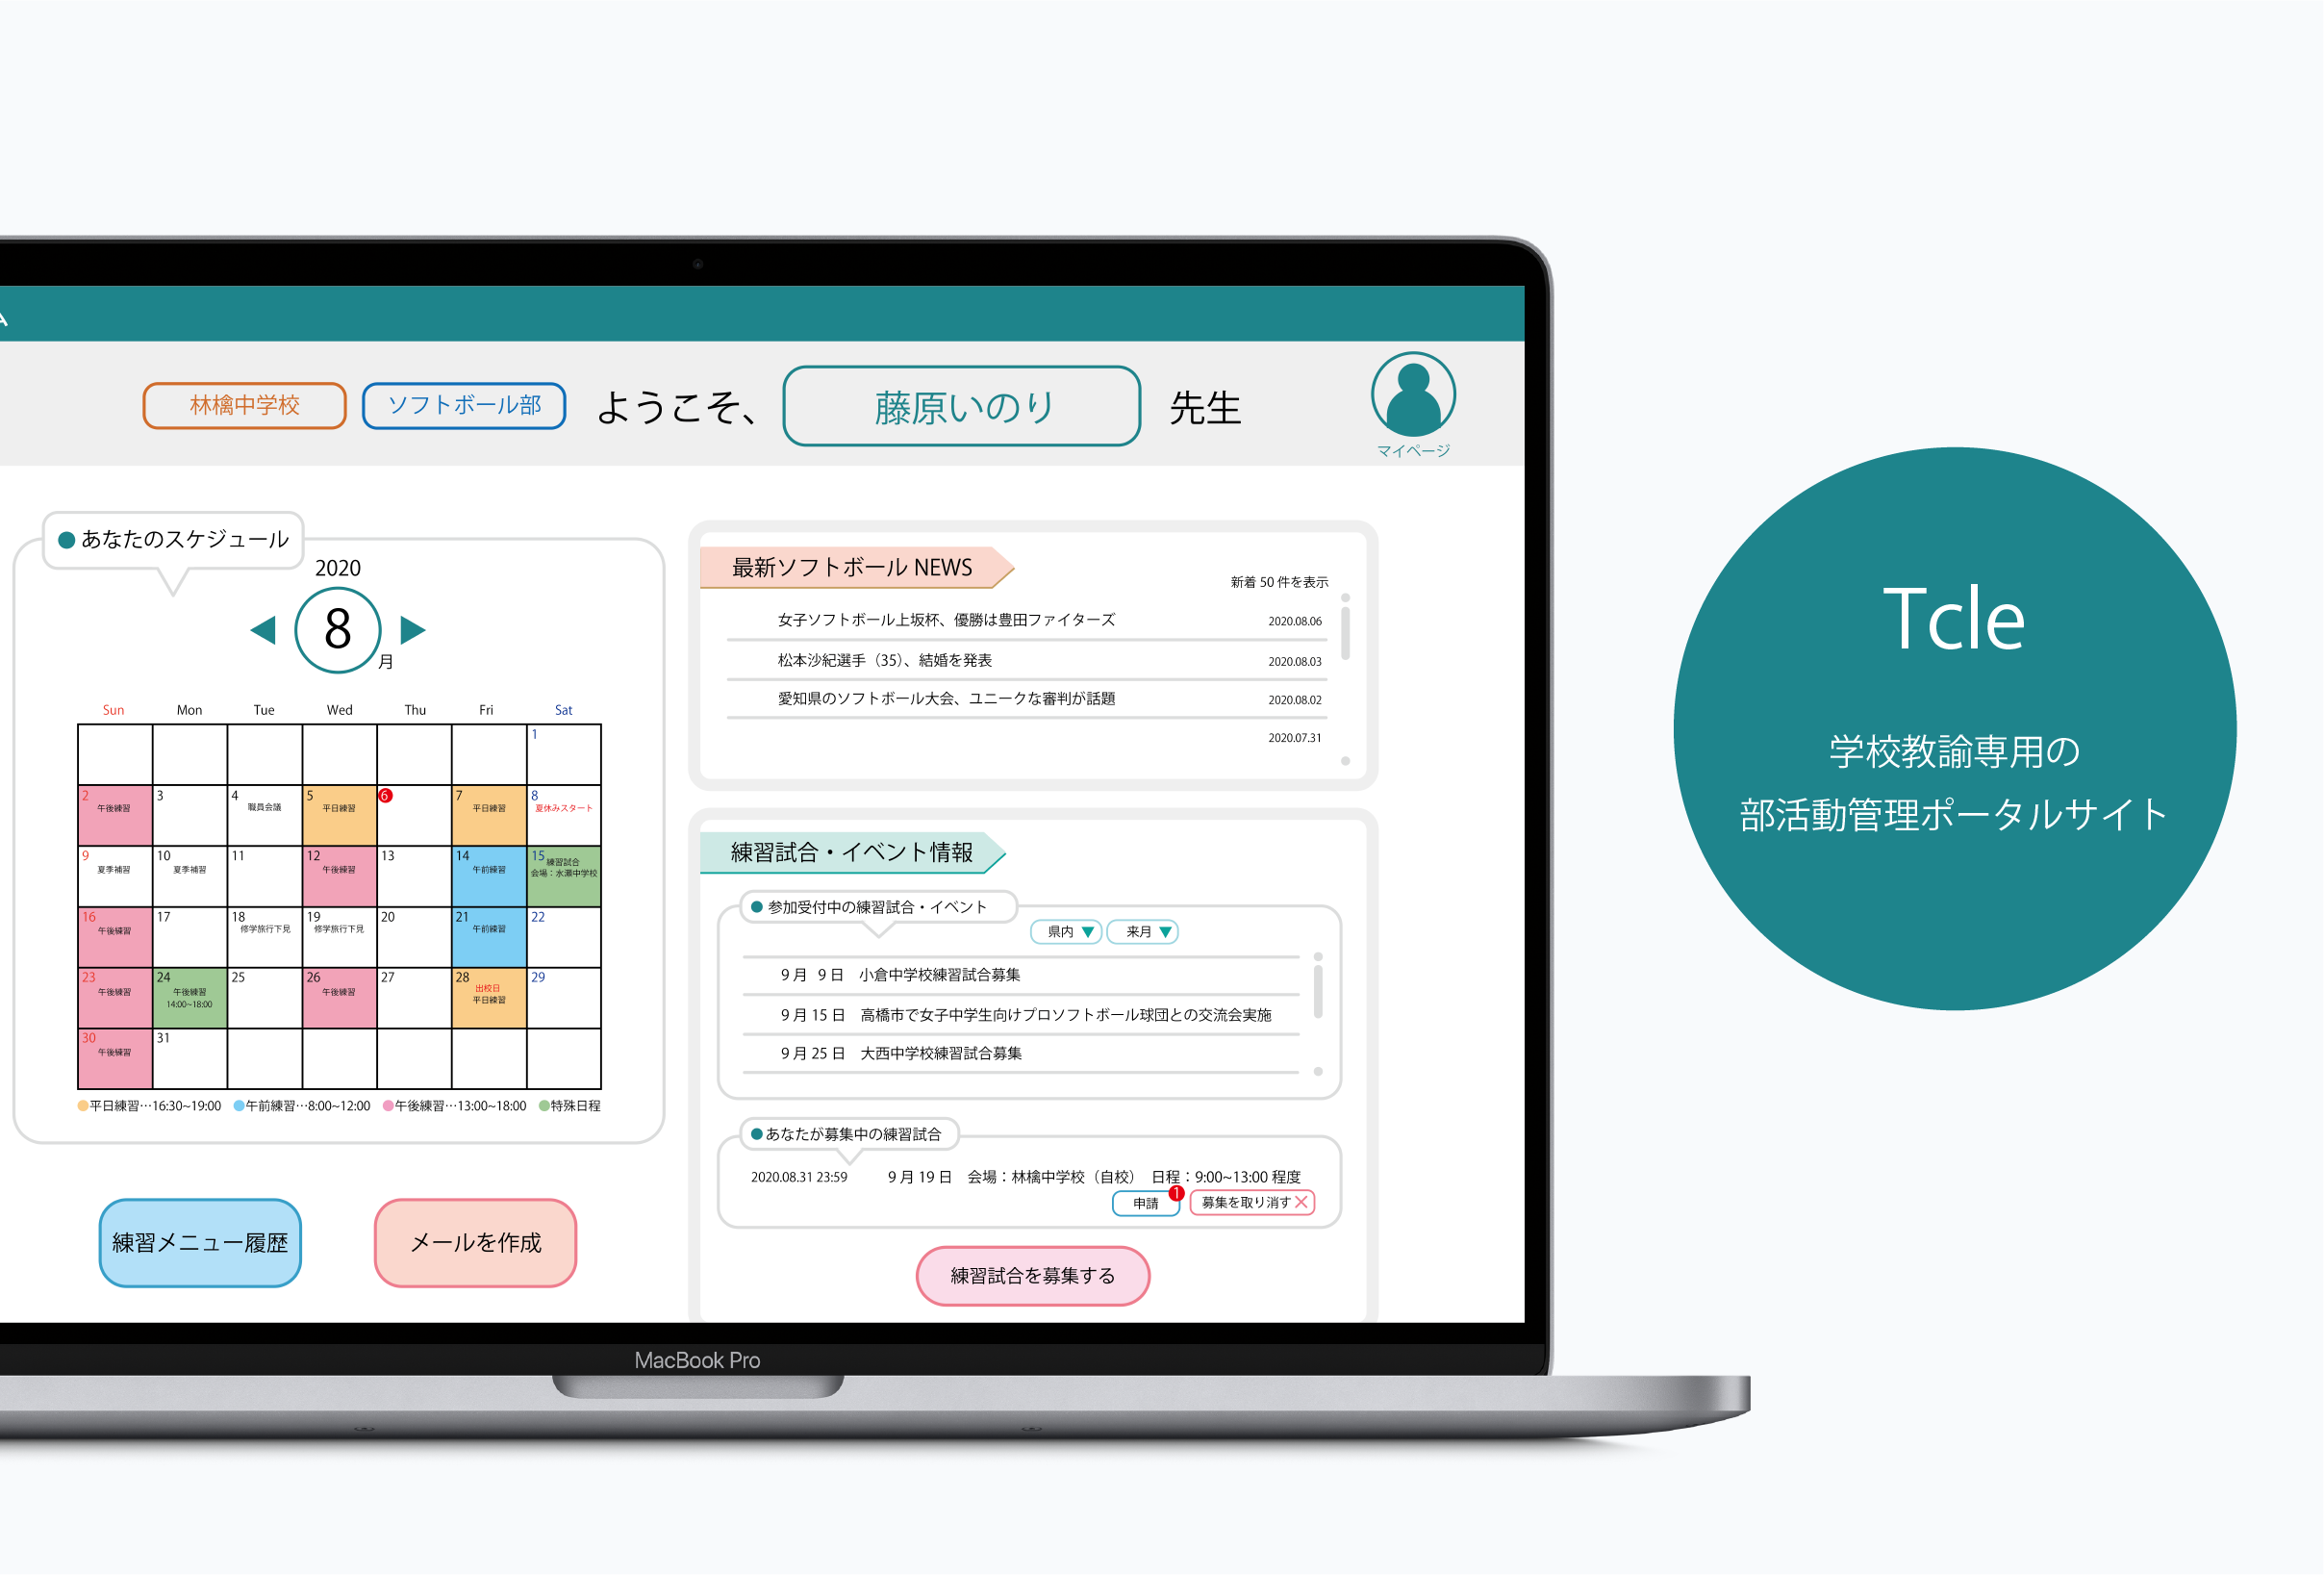 林檎中学校 ソフトボール部 ようこそ、 藤原いのり 先生
マイページ
あなたのスケジュール
2020
8
月
Sun Mon Tue Wed Thu Fri Sat
1
2 3 4 5 6 7 8
午後練習 職員会議 平日練習 平日練習 夏休みスタート
9 10 11 12 13 14 15
夏季補習 夏季補習 午後練習 午前練習 練習試合
会場：水瀬中学校
16 17 18 19 20 21 22
午後練習 修学旅行下見 修学旅行下見 午前練習
23 24 25 26 27 28 29
午後練習 午後練習 午後練習 出校日
14:00~18:00 平日練習
30 31
午後練習
平日練習…16:30~19:00 午前練習…8:00~12:00 午後練習…13:00~18:00 特殊日程
練習メニュー履歴 メールを作成
最新ソフトボール NEWS
新着 50 件を表示
女子ソフトボール上坂杯、優勝は豊田ファイターズ 2020.08.06
松本沙紀選手（35）、結婚を発表 2020.08.03
愛知県のソフトボール大会、ユニークな審判が話題 2020.08.02
2020.07.31
練習試合・イベント情報
参加受付中の練習試合・イベント
県内 ▼ 来月 ▼
9 月 9 日 小倉中学校練習試合募集
9 月 15 日 高橋市で女子中学生向けプロソフトボール球団との交流会実施
9 月 25 日 大西中学校練習試合募集
あなたが募集中の練習試合
2020.08.31 23:59 9 月 19 日 会場：林檎中学校（自校） 日程：9:00~13:00 程度
申請 1 募集を取り消す
練習試合を募集する
MacBook Pro
Tcle
学校教諭専用の
部活動管理ポータルサイト